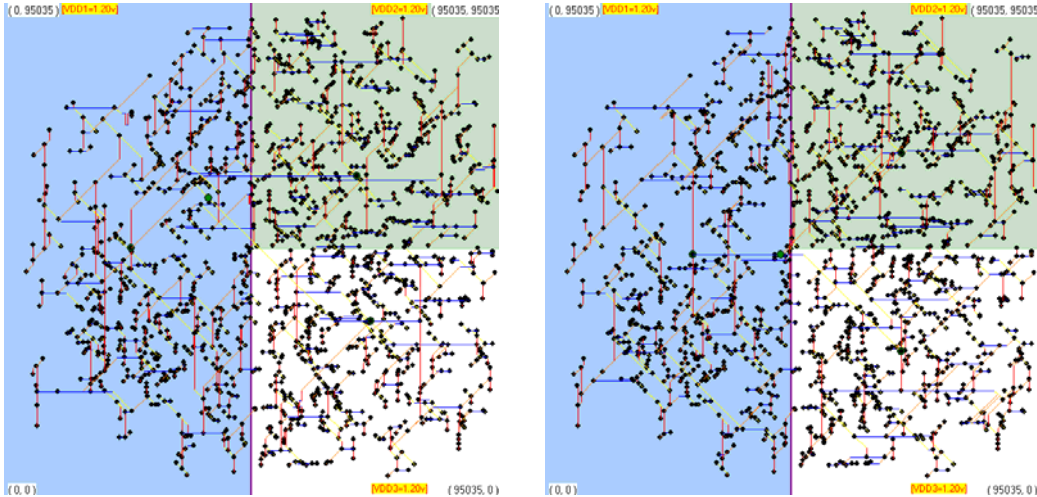 (0, 95035) [VDD1=1.20v] [VDD2=1.20v] (95035, 95035)
(0, 0) [VDD3=1.20v] (95035, 0)
(0, 95035) [VDD1=1.20v] [VDD2=1.20v] (95035, 95035)
(0, 0) [VDD3=1.20v] (95035, 0)